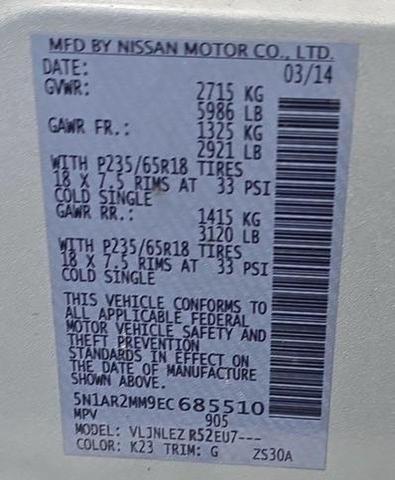 MFD BY NISSAN MOTOR CO., LTD.
DATE: 03/14
GVWR: 2715 KG
5986 LB
GAWR FR.: 1325 KG
2921 LB
WITH P235/65R18 TIRES
18 X 7.5 RIMS AT 33 PSI
COLD SINGLE
GAWR RR.: 1415 KG
3120 LB
WITH P235/65R18 TIRES
18 X 7.5 RIMS AT 33 PSI
COLD SINGLE
THIS VEHICLE CONFORMS TO
ALL APPLICABLE FEDERAL
MOTOR VEHICLE SAFETY AND
THEFT PREVENTION
STANDARDS IN EFFECT ON
THE DATE OF MANUFACTURE
SHOWN ABOVE.
5N1AR2MM9EC 685510
MPV 905
MODEL: VLJNLEZ R52EU7---
COLOR: K23 TRIM: G ZS30A